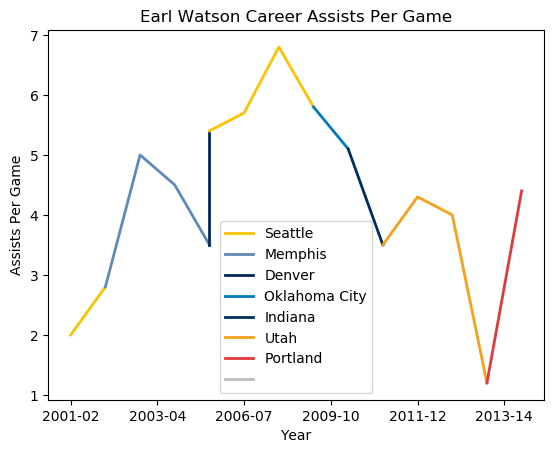 Earl Watson Career Assists Per Game
7
6
5
4
3
2
1
Assists Per Game
Seattle
Memphis
Denver
Oklahoma City
Indiana
Utah
Portland
2001-02 2003-04 2006-07 2009-10 2011-12 2013-14
Year